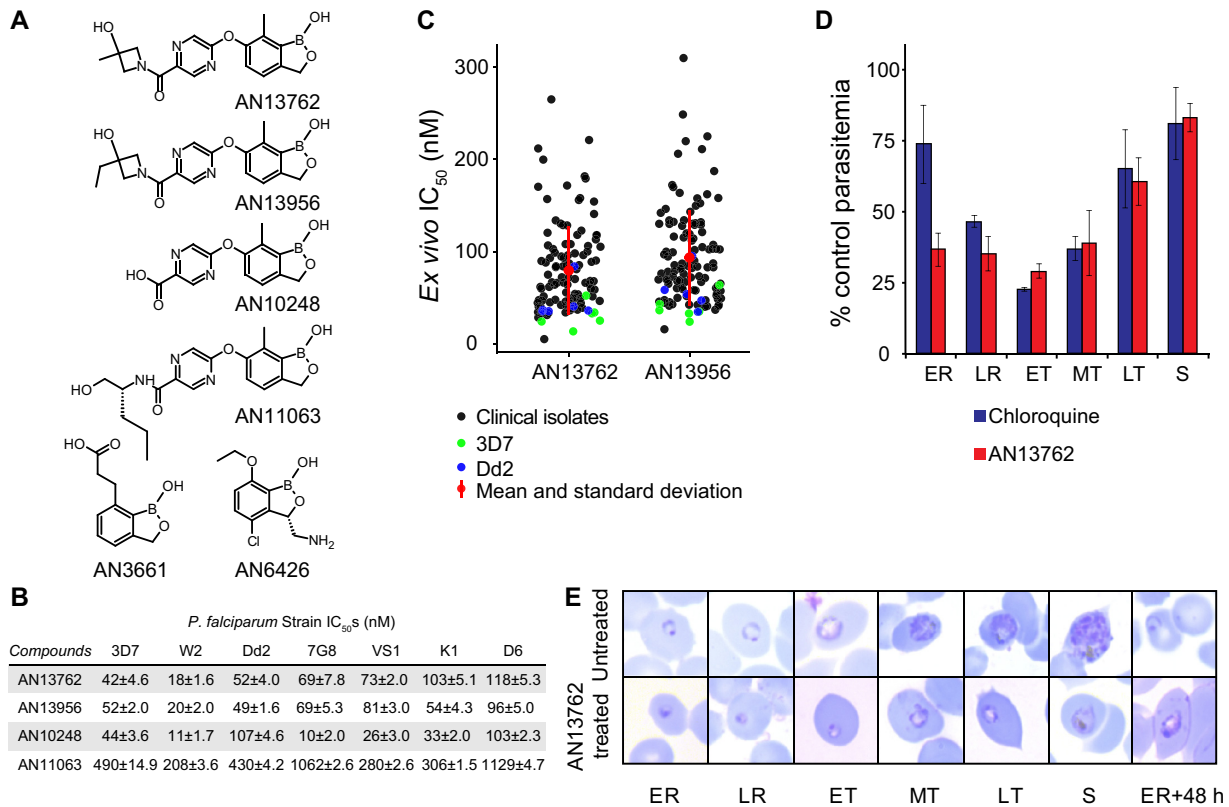 A
HO
N
O
N
N
O
B
OH
O
AN13762
HO
N
O
N
N
O
B
OH
O
AN13956
HO
O
N
N
O
B
OH
O
AN10248
HO
NH
O
N
N
O
B
OH
O
AN11063
HO
O
B
OH
O
AN3661
O
B
OH
O
Cl
NH2
AN6426
B
P. falciparum Strain IC50s (nM)
Compounds 3D7 W2 Dd2 7G8 VS1 K1 D6
AN13762 42±4.6 18±1.6 52±4.0 69±7.8 73±2.0 103±5.1 118±5.3
AN13956 52±2.0 20±2.0 49±1.6 69±5.3 81±3.0 54±4.3 96±5.0
AN10248 44±3.6 11±1.7 107±4.6 10±2.0 26±3.0 33±2.0 103±2.3
AN11063 490±14.9 208±3.6 430±4.2 1062±2.6 280±2.6 306±1.5 1129±4.7
C
Ex vivo IC50 (nM)
300
200
100
0
AN13762 AN13956
Clinical isolates
3D7
Dd2
Mean and standard deviation
D
% control parasitemia
100
75
50
25
0
ER LR ET MT LT S
Chloroquine
AN13762
E
Untreated
AN13762
treated
ER LR ET MT LT S ER+48 h